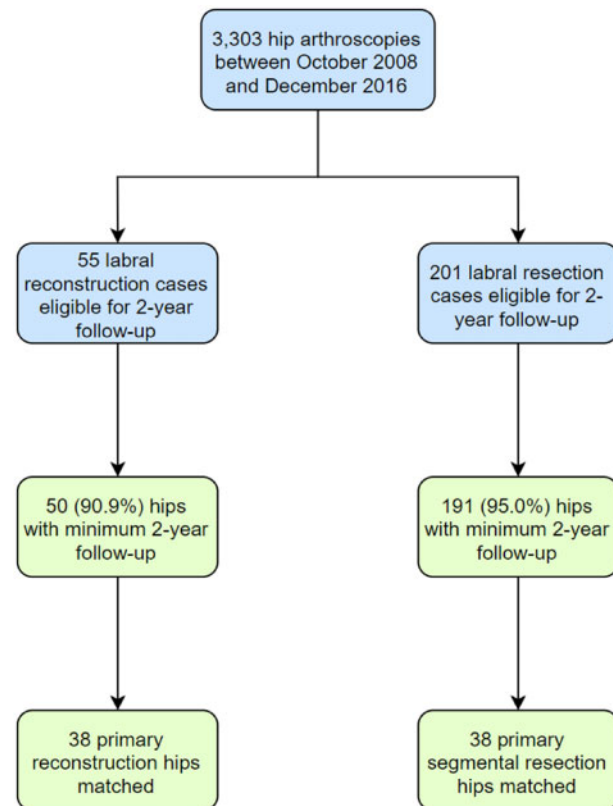 3,303 hip arthroscopies
between October 2008
and December 2016
55 labral
reconstruction cases
eligible for 2-year
follow-up
201 labral resection
cases eligible for 2-
year follow-up
50 (90.9%) hips
with minimum 2-year
follow-up
191 (95.0%) hips
with minimum 2-year
follow-up
38 primary
reconstruction hips
matched
38 primary
segmental resection
hips matched